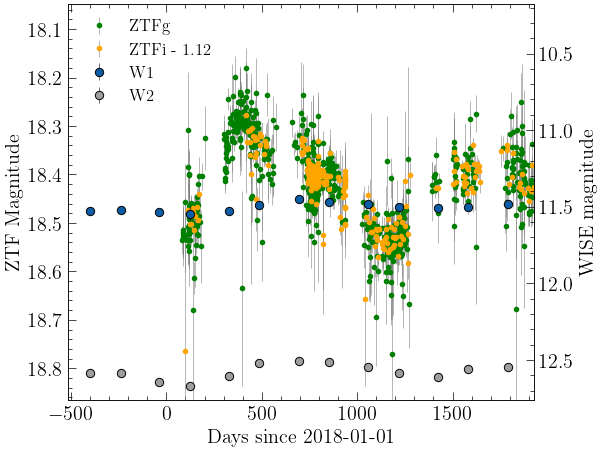 ZTFg
ZTFi - 1.12
W1
W2
18.1
18.2
18.3
18.4
18.5
18.6
18.7
18.8
ZTF Magnitude
10.5
11.0
11.5
12.0
12.5
WISE magnitude
−500
0
500
1000
1500
Days since 2018-01-01